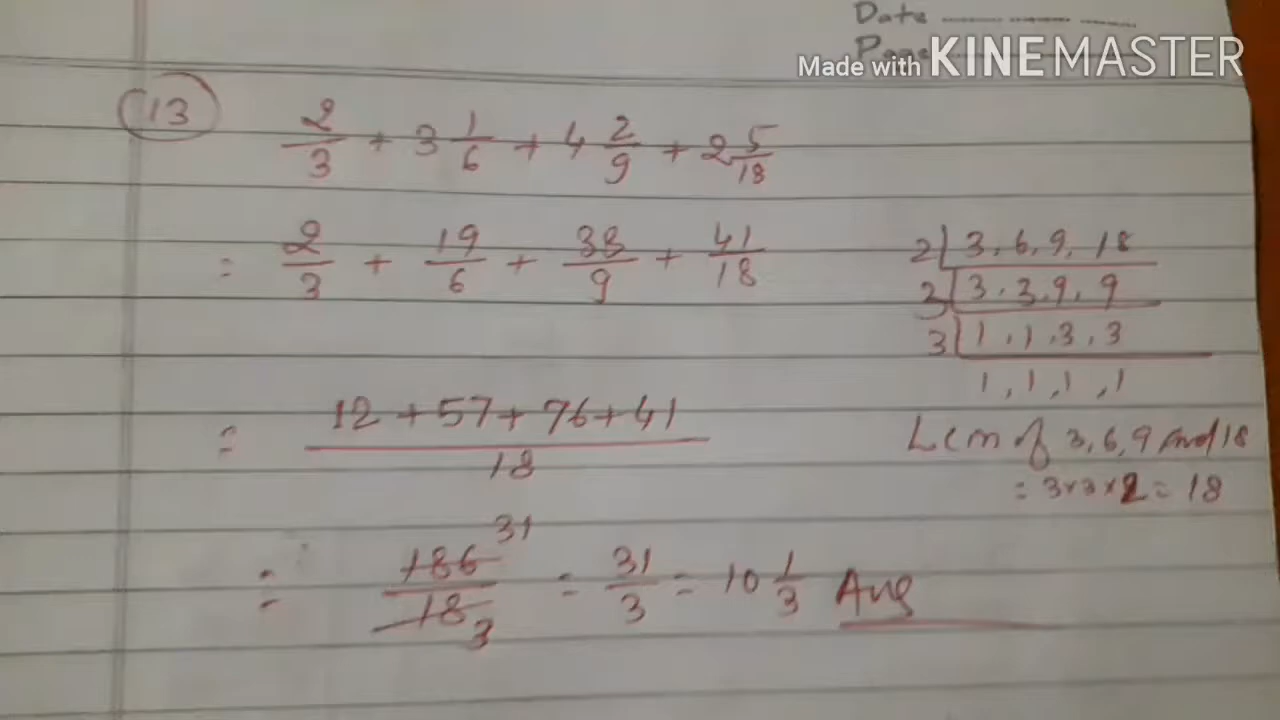 Date ..... ..... .....
Page
Made with KINEMASTER
13
2/3 + 3 1/6 + 4 2/9 + 2 5/18
= 2/3 + 19/6 + 38/9 + 41/18
2 | 3, 6, 9, 18
3 | 3, 3, 9, 9
3 | 1, 1, 3, 3
1, 1, 1, 1
= 12 + 57 + 76 + 41 / 18
Lcm of 3, 6, 9 and 18
= 3 x 3 x 2 = 18
= 186 31 / 18 3 = 31/3 = 10 1/3 Ans